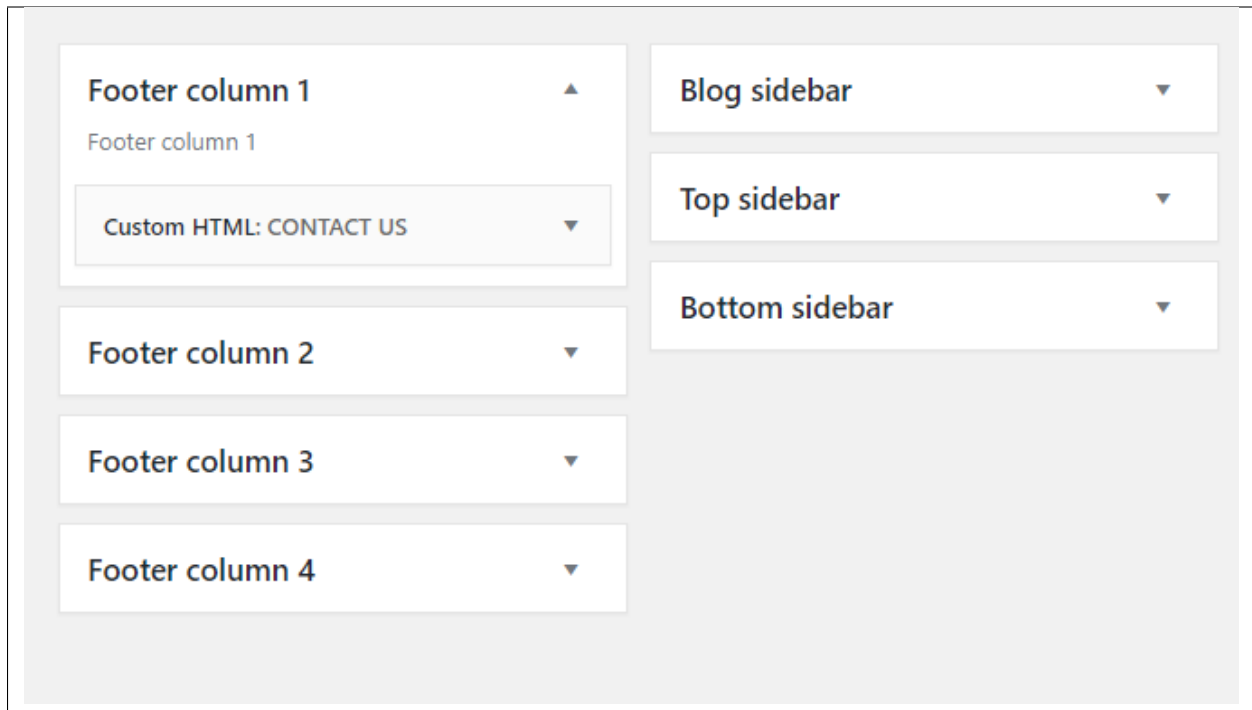 Footer column 1
Footer column 1
Custom HTML: CONTACT US
Footer column 2
Footer column 3
Footer column 4
Blog sidebar
Top sidebar
Bottom sidebar